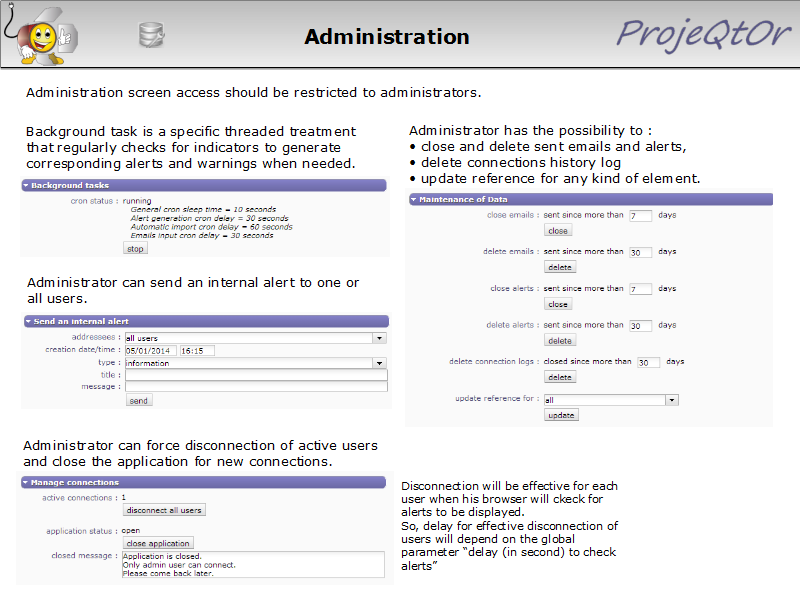 Administration
ProjeQtOr
Administration screen access should be restricted to administrators.
Background task is a specific threaded treatment
that regularly checks for indicators to generate
corresponding alerts and warnings when needed.
Background tasks
cron status : running
General cron sleep time = 10 seconds
Alert generation cron delay = 30 seconds
Automatic import cron delay = 60 seconds
Emails input cron delay = 30 seconds
stop
Administrator can send an internal alert to one or
all users.
Send an internal alert
addressees : all users
creation date/time : 05/01/2014 16:15
type : information
title :
message :
send
Administrator can force disconnection of active users
and close the application for new connections.
Manage connections
active connections : 1
disconnect all users
application status : open
close application
closed message : Application is closed.
Only admin user can connect.
Please come back later.
Administrator has the possibility to :
• close and delete sent emails and alerts,
• delete connections history log
• update reference for any kind of element.
Maintenance of Data
close emails : sent since more than 7 days
close
delete emails : sent since more than 30 days
delete
close alerts : sent since more than 7 days
close
delete alerts : sent since more than 30 days
delete
delete connection logs : closed since more than 30 days
delete
update reference for : all
update
Disconnection will be effective for each
user when his browser will ckeck for
alerts to be displayed.
So, delay for effective disconnection of
users will depend on the global
parameter “delay (in second) to check
alerts”